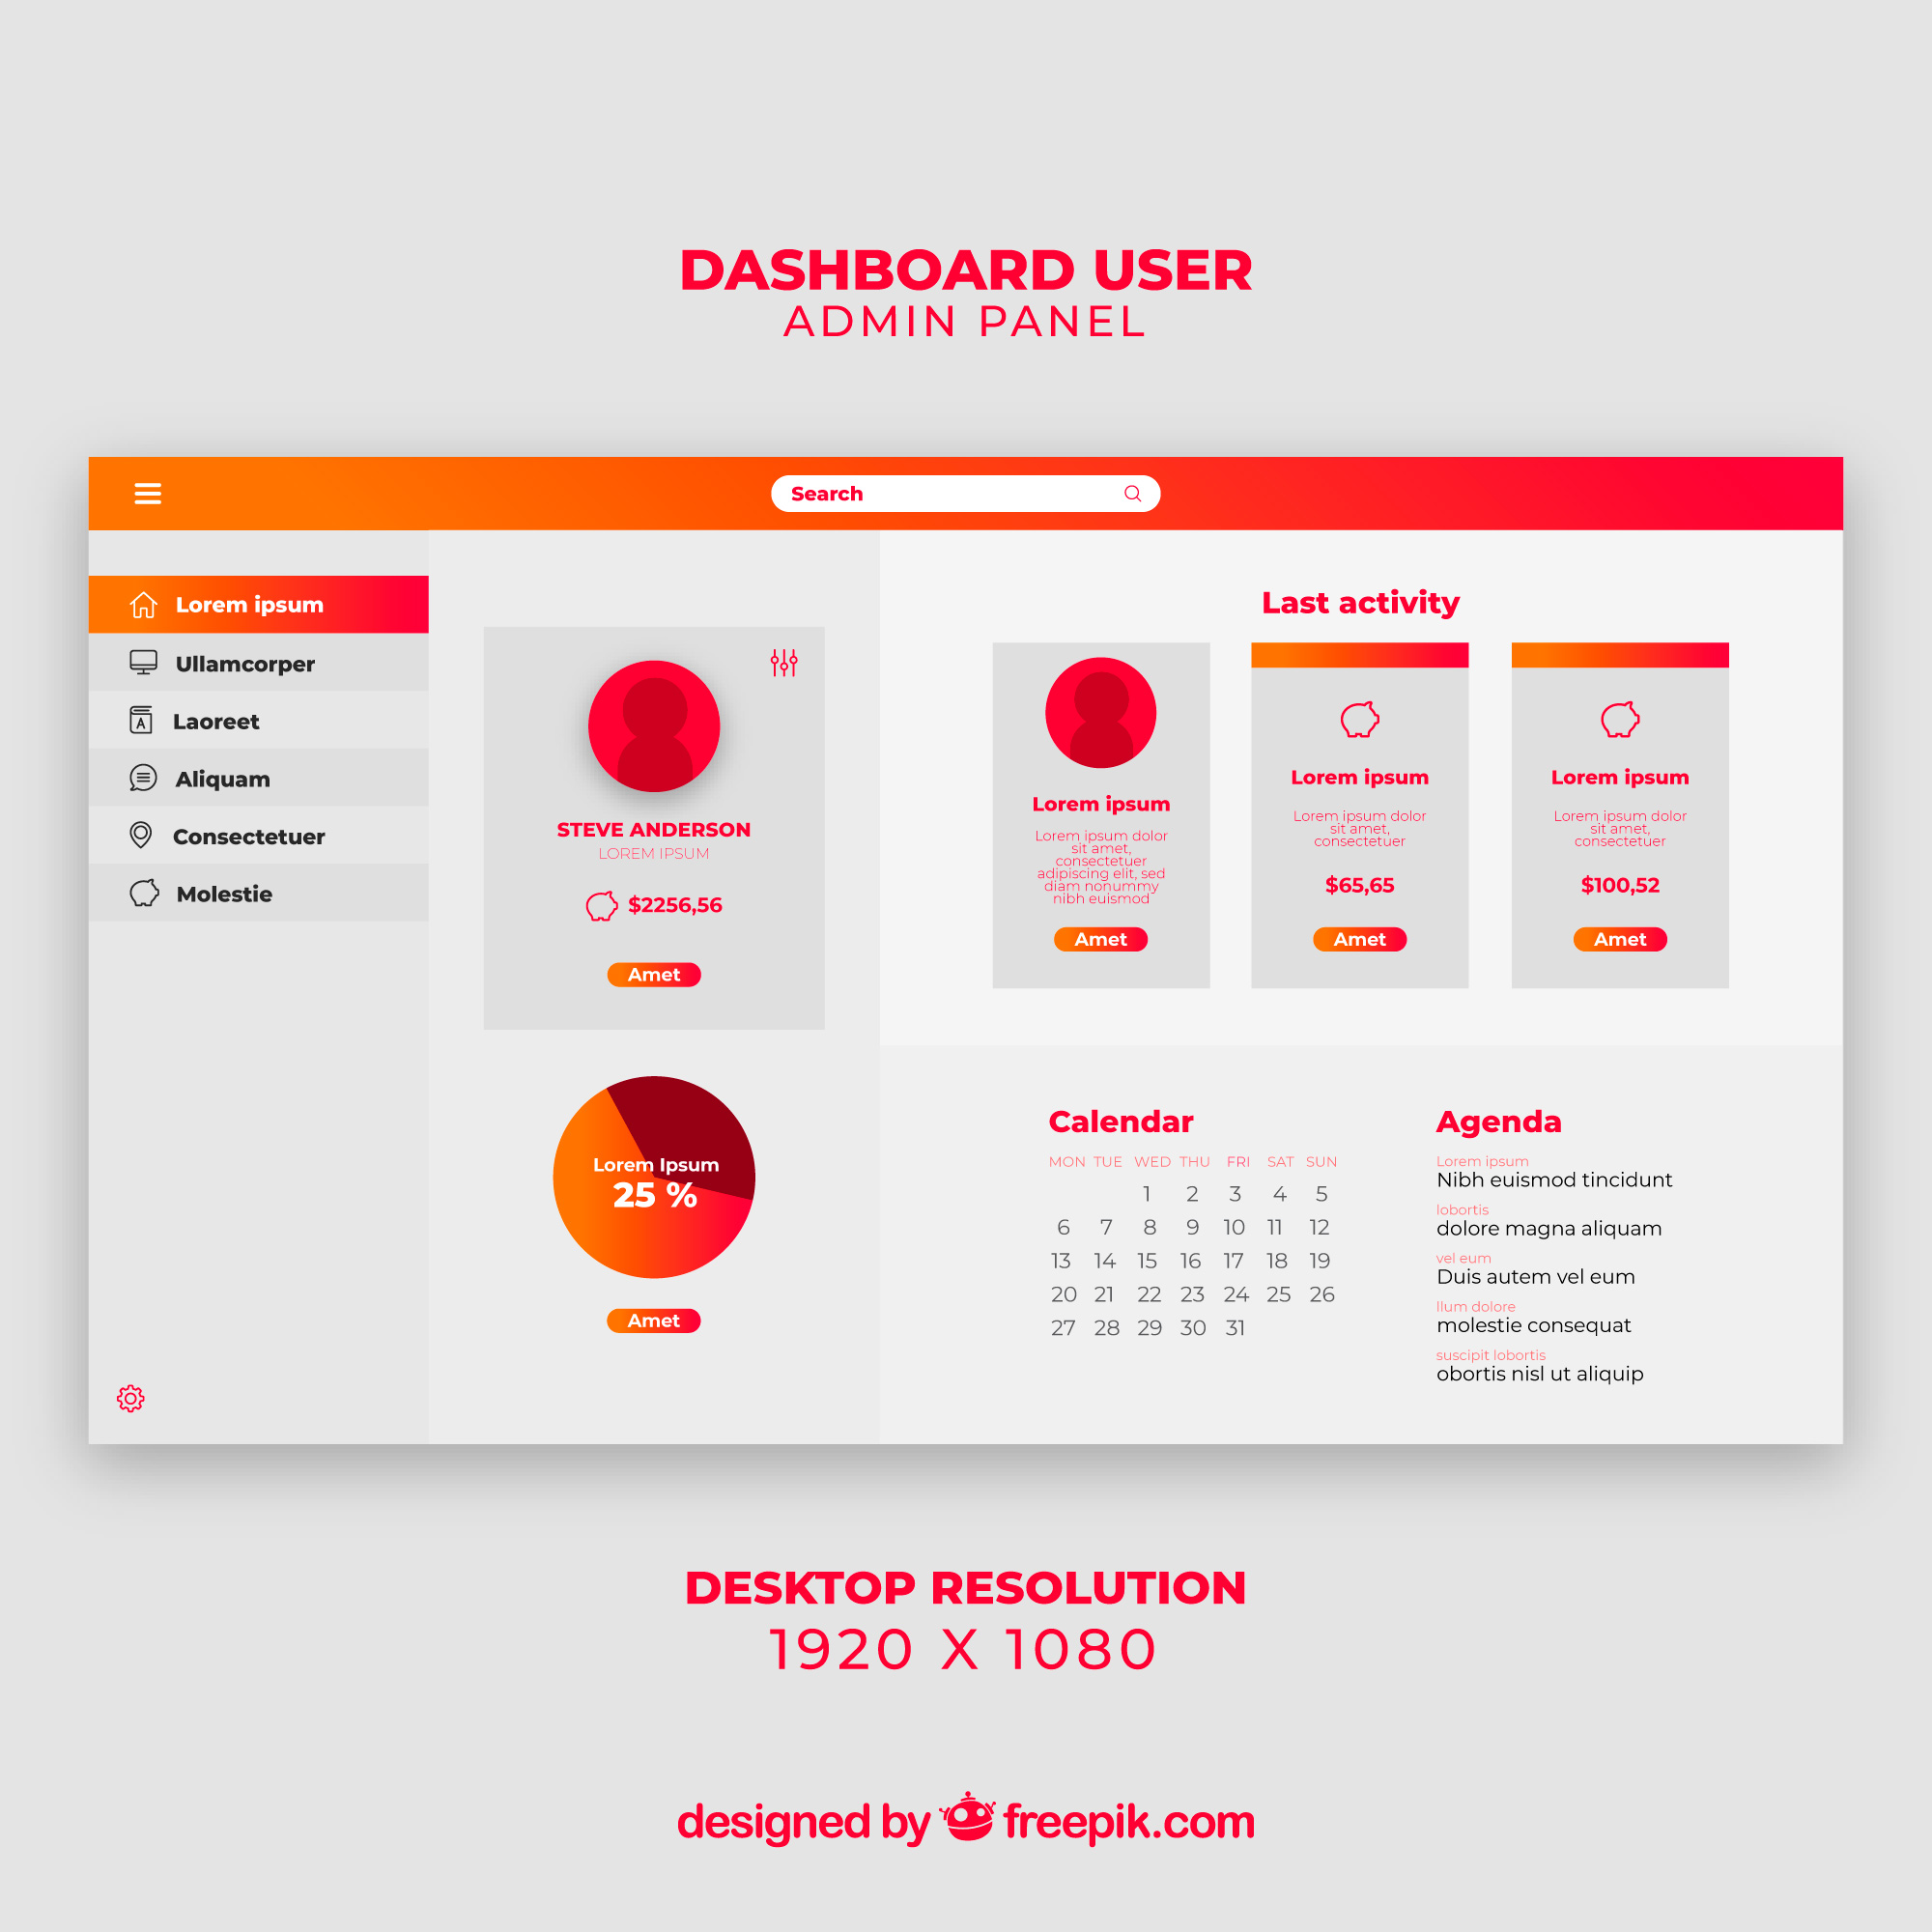 DASHBOARD USER
ADMIN PANEL
Search
Lorem ipsum
Ullamcorper
Laoreet
A
Aliquam
Consectetuer
Molestie
STEVE ANDERSON
LOREM IPSUM
$2256,56
Amet
Lorem Ipsum
25 %
Amet
Last activity
Lorem ipsum
Lorem ipsum dolor
sit amet,
consectetuer
adipiscing elit, sed
diam nonummy
nibh euismod
Amet
Lorem ipsum
Lorem ipsum dolor
sit amet,
consectetuer
$65,65
Amet
Lorem ipsum
Lorem ipsum dolor
sit amet,
consectetuer
$100,52
Amet
Calendar
MON TUE WED THU FRI SAT SUN
1 2 3 4 5
6 7 8 9 10 11 12
13 14 15 16 17 18 19
20 21 22 23 24 25 26
27 28 29 30 31
Agenda
Lorem ipsum
Nibh euismod tincidunt
lobortis
dolore magna aliquam
vel eum
Duis autem vel eum
llum dolore
molestie consequat
suscipit lobortis
obortis nisl ut aliquip
DESKTOP RESOLUTION
1920 X 1080
designed by freepik.com